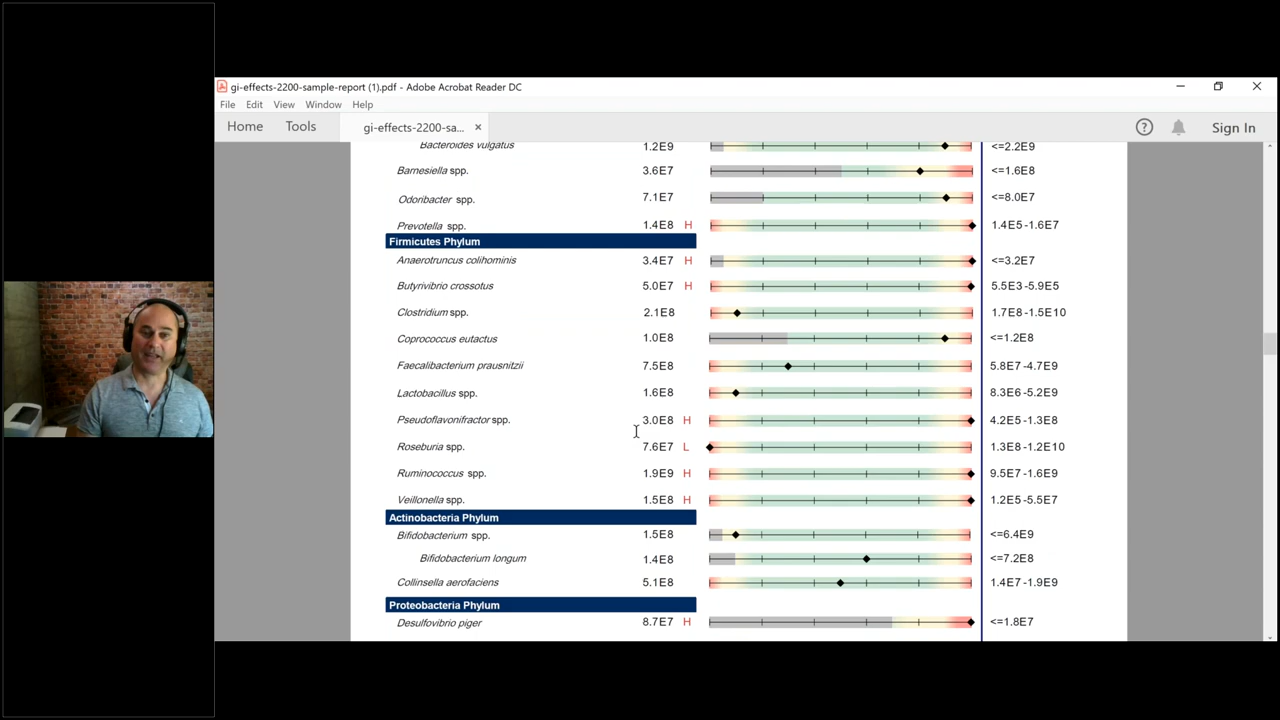 gi-effects-2200-sample-report (1).pdf - Adobe Acrobat Reader DC
File Edit View Window Help
Home Tools gi-effects-2200-sa... × ? Sign In
Bacteroides vulgatus 1.2E9 <=2.2E9
Barnesiella spp. 3.6E7 <=1.6E8
Odoribacter spp. 7.1E7 <=8.0E7
Prevotella spp. 1.4E8 H 1.4E5-1.6E7
Firmicutes Phylum
Anaerotruncus colihominis 3.4E7 H <=3.2E7
Butyrivibrio crossotus 5.0E7 H 5.5E3-5.9E5
Clostridium spp. 2.1E8 1.7E8-1.5E10
Coprococcus eutactus 1.0E8 <=1.2E8
Faecalibacterium prausnitzii 7.5E8 5.8E7-4.7E9
Lactobacillus spp. 1.6E8 8.3E6-5.2E9
Pseudoflavonifractor spp. 3.0E8 H 4.2E5-1.3E8
Roseburia spp. 7.6E7 L 1.3E8-1.2E10
Ruminococcus spp. 1.9E9 H 9.5E7-1.6E9
Veillonella spp. 1.5E8 H 1.2E5-5.5E7
Actinobacteria Phylum
Bifidobacterium spp. 1.5E8 <=6.4E9
Bifidobacterium longum 1.4E8 <=7.2E8
Collinsella aerofaciens 5.1E8 1.4E7-1.9E9
Proteobacteria Phylum
Desulfovibrio piger 8.7E7 H <=1.8E7